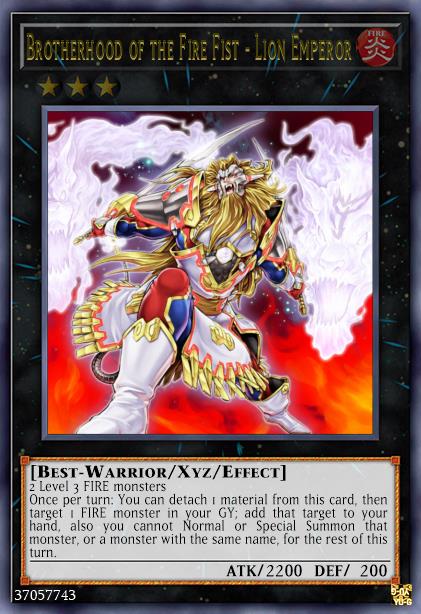 Brotherhood of the Fire Fist - Lion Emperor
FIRE
炎
[Best-Warrior/Xyz/Effect]
2 Level 3 FIRE monsters
Once per turn: You can detach 1 material from this card, then
target 1 FIRE monster in your GY; add that target to your
hand, also you cannot Normal or Special Summon that
monster, or a monster with the same name, for the rest of this
turn.
ATK/2200 DEF/ 200
37057743